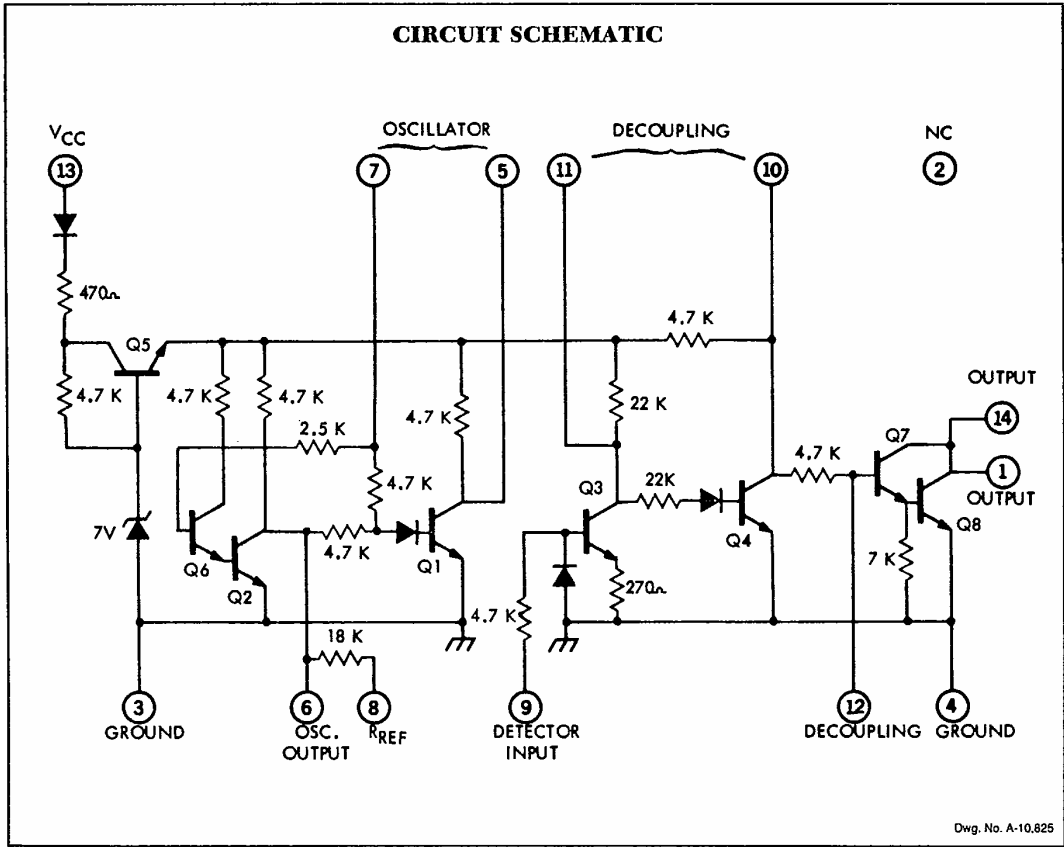 CIRCUIT SCHEMATIC
VCC
OSCILLATOR
DECOUPLING
NC
13
7
5
11
10
2
470Ω
4.7 K
Q5
4.7 K
4.7 K
4.7 K
2.5 K
4.7 K
4.7 K
22 K
4.7 K
OUTPUT
14
Q7
4.7 K
1
OUTPUT
Q3
22K
Q8
7V
4.7 K
Q6
Q1
Q4
Q2
7 K
270Ω
4.7 K
18 K
3
6
8
9
12
4
GROUND
OSC.
OUTPUT
RREF
DETECTOR
INPUT
DECOUPLING
GROUND
Dwg. No. A-10,825